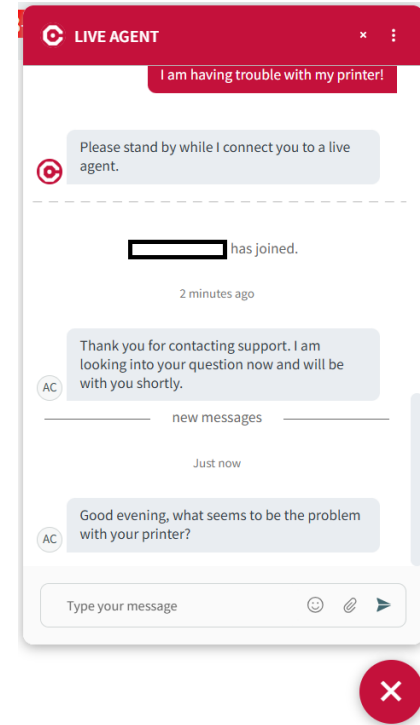 LIVE AGENT
I am having trouble with my printer!
Please stand by while I connect you to a live
agent.
has joined.
2 minutes ago
Thank you for contacting support. I am
looking into your question now and will be
with you shortly.
AC
new messages
Just now
Good evening, what seems to be the problem
with your printer?
AC
Type your message